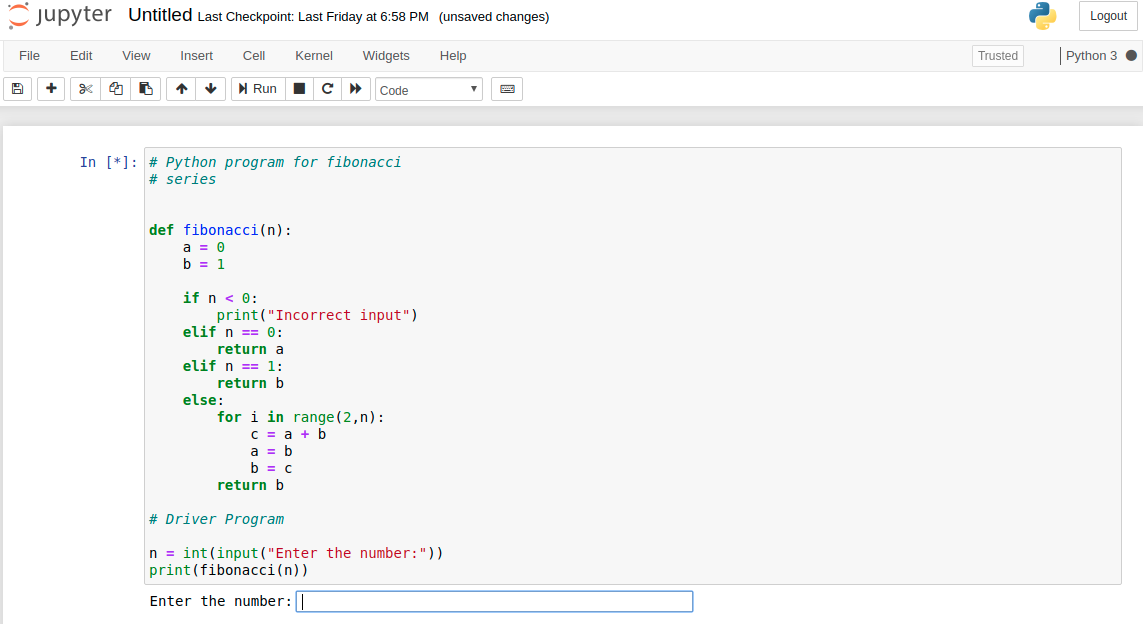 jupyter Untitled Last Checkpoint: Last Friday at 6:58 PM (unsaved changes) Logout
File Edit View Insert Cell Kernel Widgets Help Trusted Python 3
Run Code
In [*]: # Python program for fibonacci
# series
def fibonacci(n):
    a = 0
    b = 1
    if n < 0:
        print("Incorrect input")
    elif n == 0:
        return a
    elif n == 1:
        return b
    else:
        for i in range(2,n):
            c = a + b
            a = b
            b = c
        return b
# Driver Program
n = int(input("Enter the number:"))
print(fibonacci(n))
Enter the number: